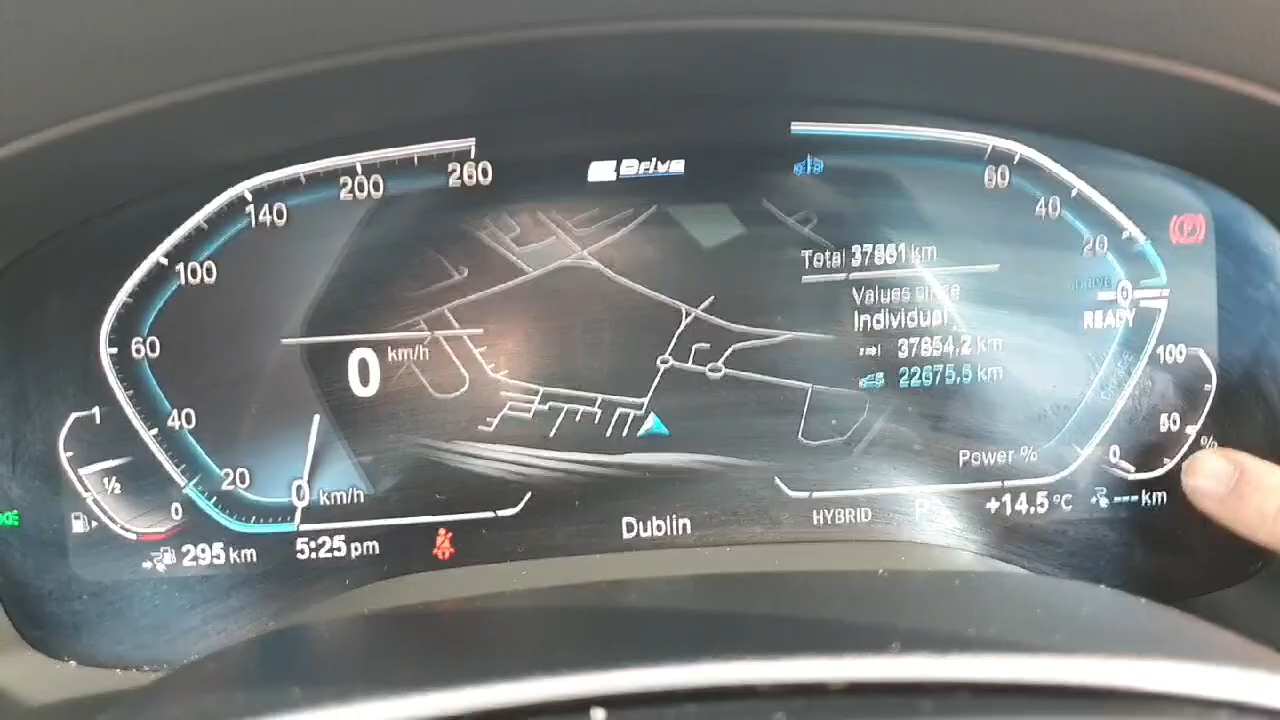 260
200
140
100
60
40
20
0
km/h
0 km/h
1
½
0
295 km
5:25 pm
eDrive
Dublin
Total 37861 km
Values since
Individual
37854.2 km
22675.5 km
60
40
20
0
READY
100
50
%
0
Power %
HYBRID
P
+14.5 °C
--- km